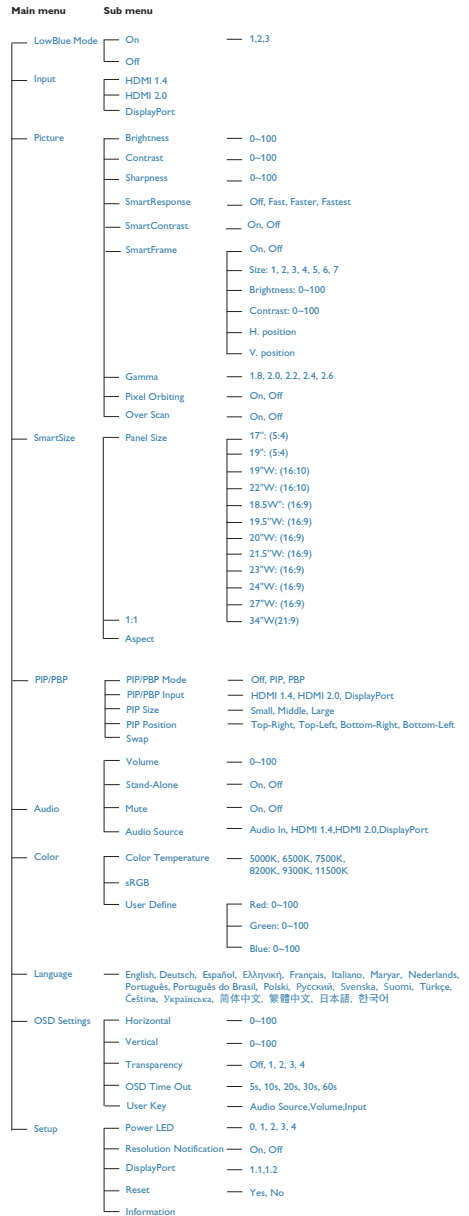 Main menu Sub menu
LowBlue Mode On 1,2,3
Off
Input HDMI 1.4
HDMI 2.0
DisplayPort
Picture Brightness 0~100
Contrast 0~100
Sharpness 0~100
SmartResponse Off, Fast, Faster, Fastest
SmartContrast On, Off
SmartFrame On, Off
Size: 1, 2, 3, 4, 5, 6, 7
Brightness: 0~100
Contrast: 0~100
H. position
V. position
Gamma 1.8, 2.0, 2.2, 2.4, 2.6
Pixel Orbiting On, Off
Over Scan On, Off
SmartSize Panel Size 17": (5:4)
19": (5:4)
19"W: (16:10)
22"W: (16:10)
18.5W": (16:9)
19.5"W: (16:9)
20"W: (16:9)
21.5"W: (16:9)
23"W: (16:9)
24"W: (16:9)
27"W: (16:9)
1:1 34"W(21:9)
Aspect
PIP/PBP PIP/PBP Mode Off, PIP, PBP
PIP/PBP Input HDMI 1.4, HDMI 2.0, DisplayPort
PIP Size Small, Middle, Large
PIP Position Top-Right, Top-Left, Bottom-Right, Bottom-Left
Swap
Volume 0~100
Stand-Alone On, Off
Audio Mute On, Off
Audio Source Audio In, HDMI 1.4,HDMI 2.0,DisplayPort
Color Color Temperature 5000K, 6500K, 7500K,
8200K, 9300K, 11500K
sRGB
User Define Red: 0~100
Green: 0~100
Blue: 0~100
Language English, Deutsch, Español, Ελληνική, Français, Italiano, Maryar, Nederlands,
Português, Português do Brasil, Polski, Русский, Svenska, Suomi, Türkçe,
Čeština, Українська, 简体中文, 繁體中文, 日本語, 한국어
OSD Settings Horizontal 0~100
Vertical 0~100
Transparency Off, 1, 2, 3, 4
OSD Time Out 5s, 10s, 20s, 30s, 60s
User Key Audio Source,Volume,Input
Setup Power LED 0, 1, 2, 3, 4
Resolution Notification On, Off
DisplayPort 1.1,1.2
Reset Yes, No
Information